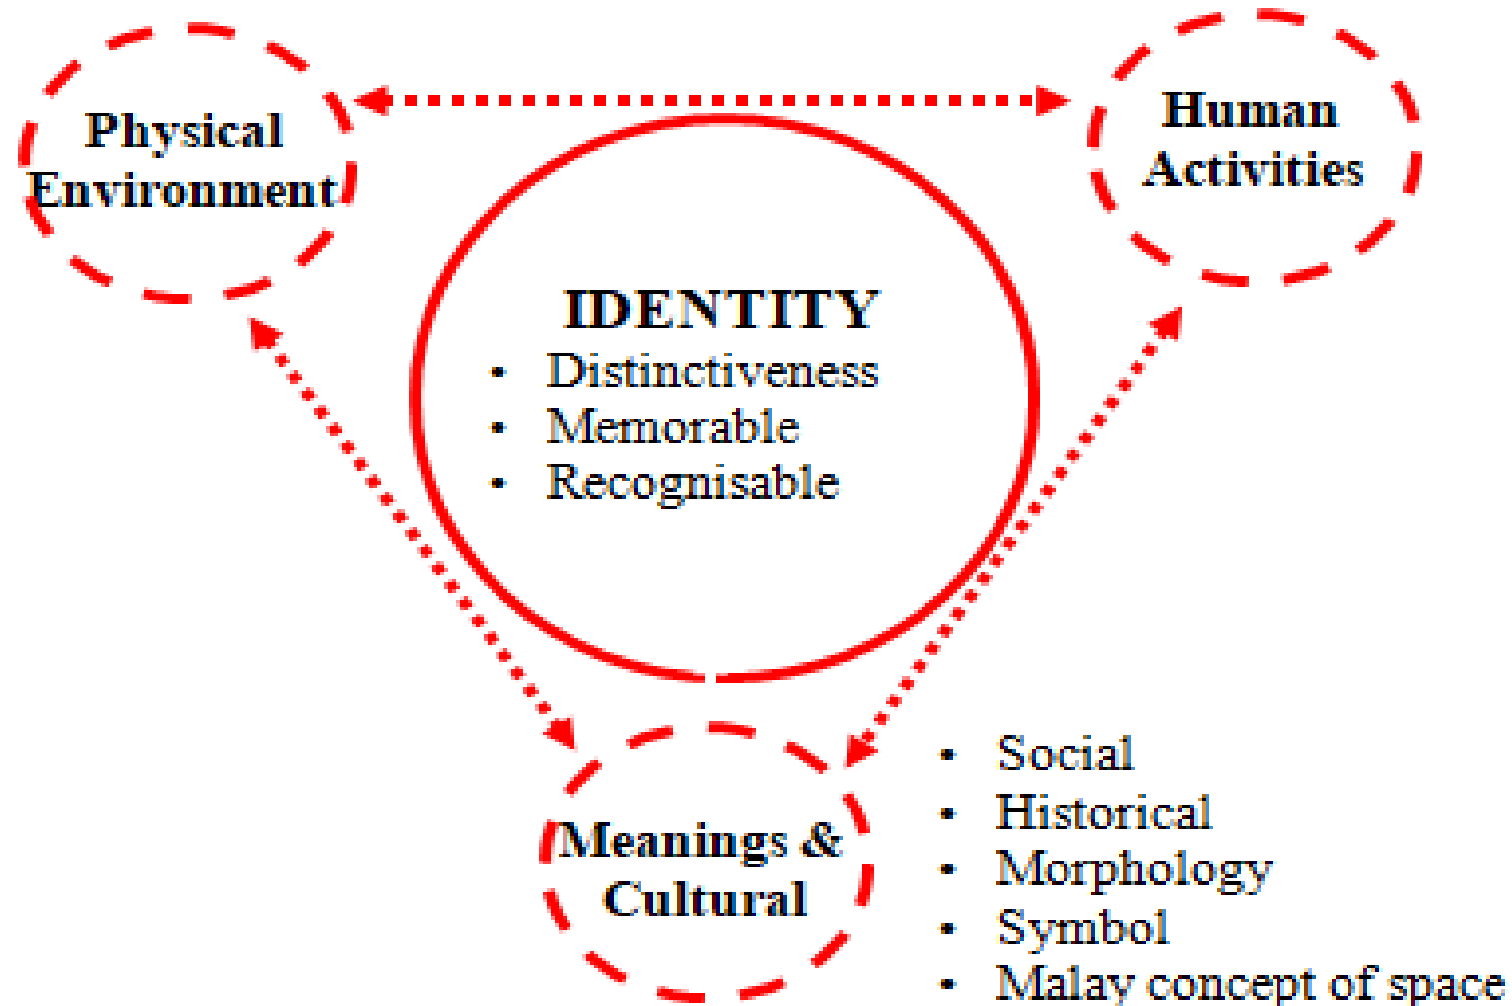 Physical
Environment
Human
Activities
IDENTITY
• Distinctiveness
• Memorable
• Recognisable
Meanings &
Cultural
• Social
• Historical
• Morphology
• Symbol
• Malay concept of space